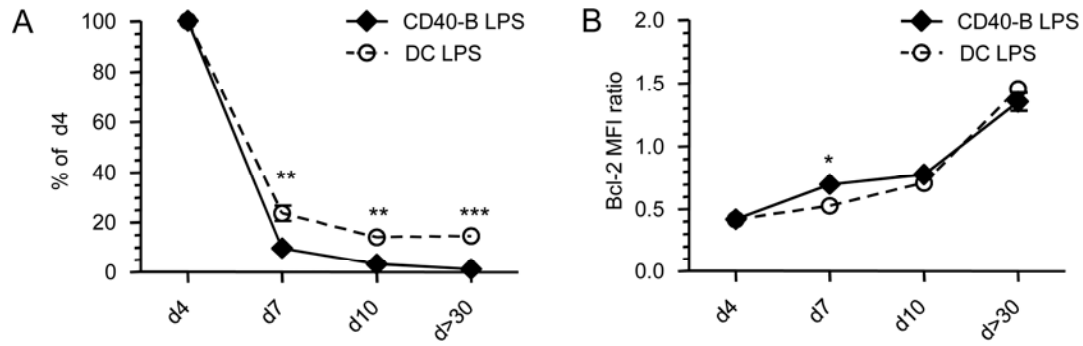 A
CD40-B LPS
DC LPS
% of d4
100
80
60
40
20
0
**
**
***
d4
d7
d10
d>30
B
CD40-B LPS
DC LPS
Bcl-2 MFI ratio
2.0
1.5
1.0
0.5
0.0
*
d4
d7
d10
d>30